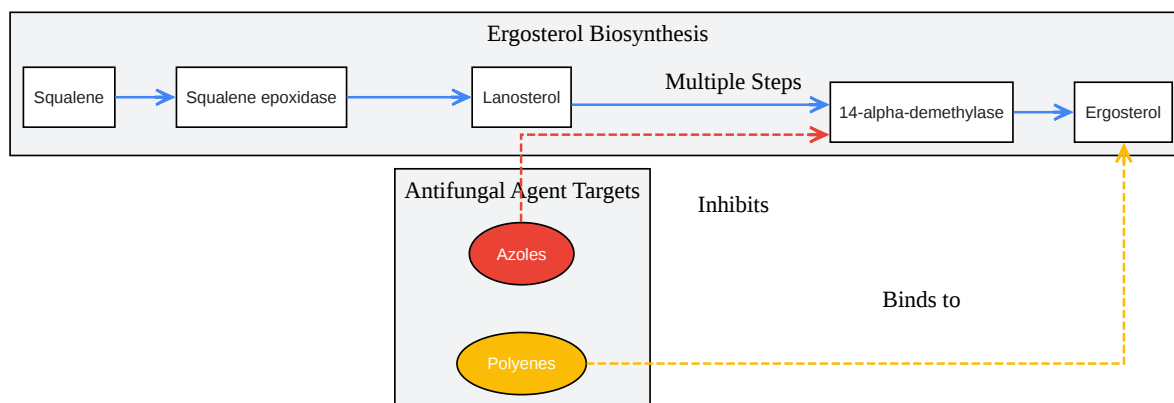 Ergosterol Biosynthesis
Multiple Steps
Squalene
Squalene epoxidase
Lanosterol
14-alpha-demethylase
Ergosterol
Antifungal Agent Targets
Inhibits
Azoles
Binds to
Polyenes